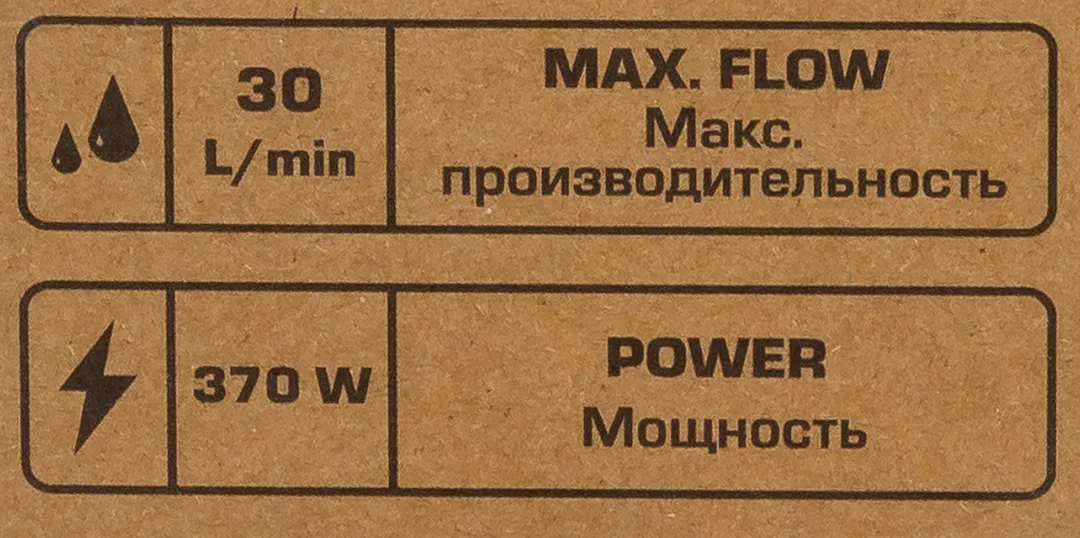 30
L/min
MAX. FLOW
Макс.
производительность
370 W
POWER
Мощность